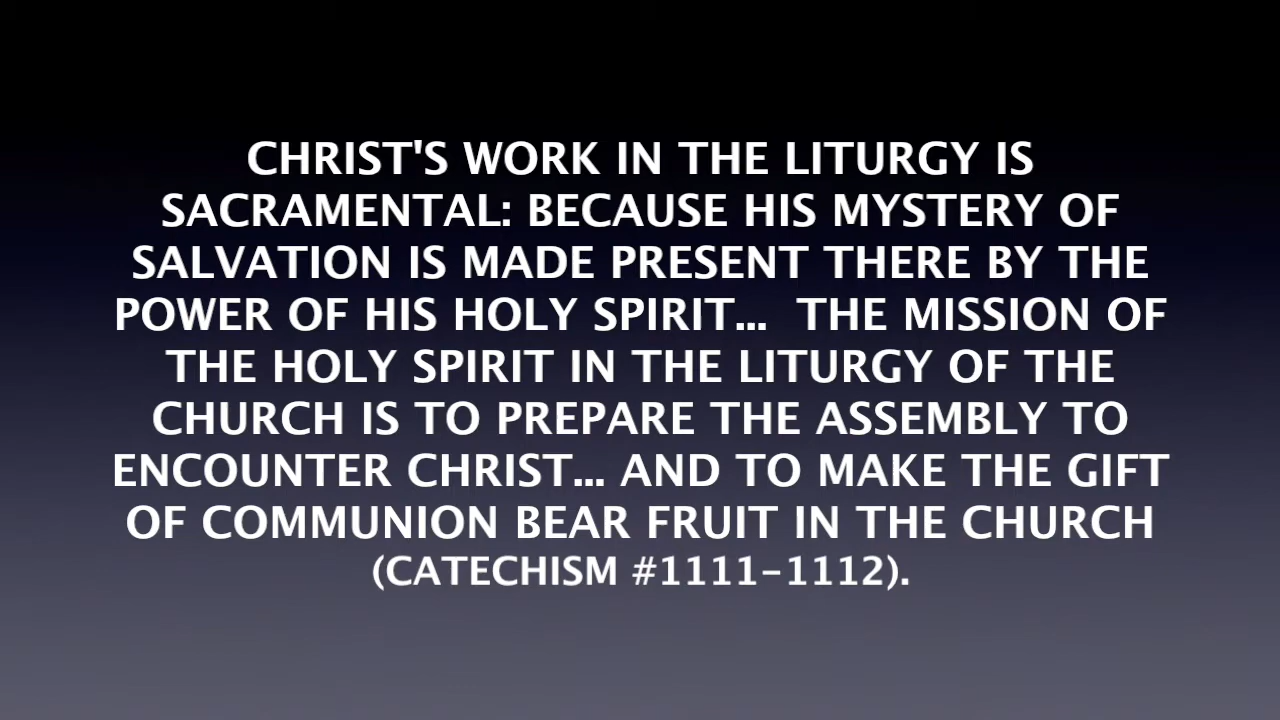 CHRIST'S WORK IN THE LITURGY IS
SACRAMENTAL: BECAUSE HIS MYSTERY OF
SALVATION IS MADE PRESENT THERE BY THE
POWER OF HIS HOLY SPIRIT... THE MISSION OF
THE HOLY SPIRIT IN THE LITURGY OF THE
CHURCH IS TO PREPARE THE ASSEMBLY TO
ENCOUNTER CHRIST... AND TO MAKE THE GIFT
OF COMMUNION BEAR FRUIT IN THE CHURCH
(CATECHISM #1111-1112).